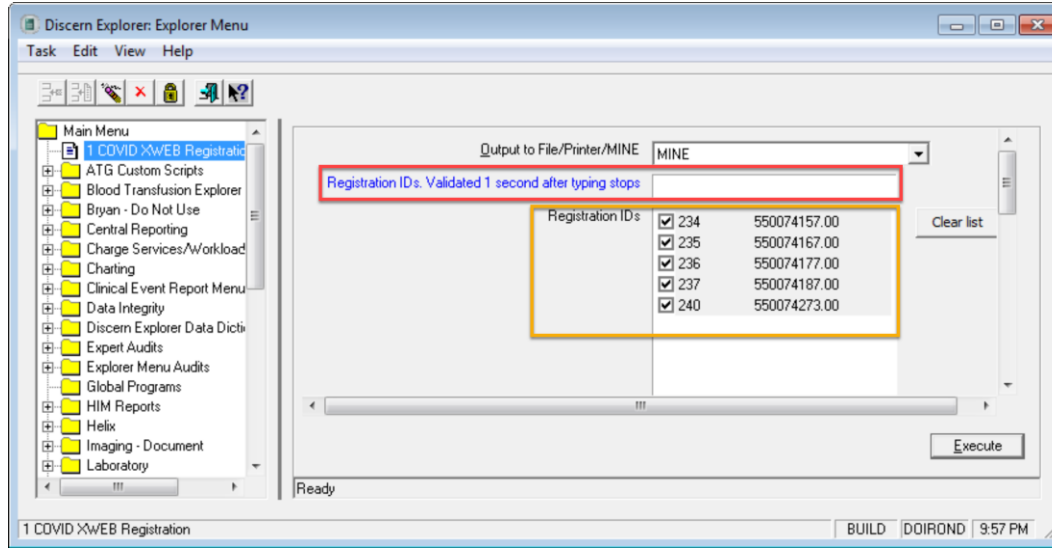 Discern Explorer: Explorer Menu
Task Edit View Help
Main Menu
1 COVID XWEB Registratic
ATG Custom Scripts
Blood Transfusion Explorer
Bryan - Do Not Use
Central Reporting
Charge Services/Workload
Charting
Clinical Event Report Menu
Data Integrity
Discern Explorer Data Dicti
Expert Audits
Explorer Menu Audits
Global Programs
HIM Reports
Helix
Imaging - Document
Laboratory
Output to File/Printer/MINE MINE
Registration IDs. Validated 1 second after typing stops
Registration IDs
234 550074157.00
235 550074167.00
236 550074177.00
237 550074187.00
240 550074273.00
Clear list
Execute
Ready
1 COVID XWEB Registration BUILD DOIROND 9:57 PM